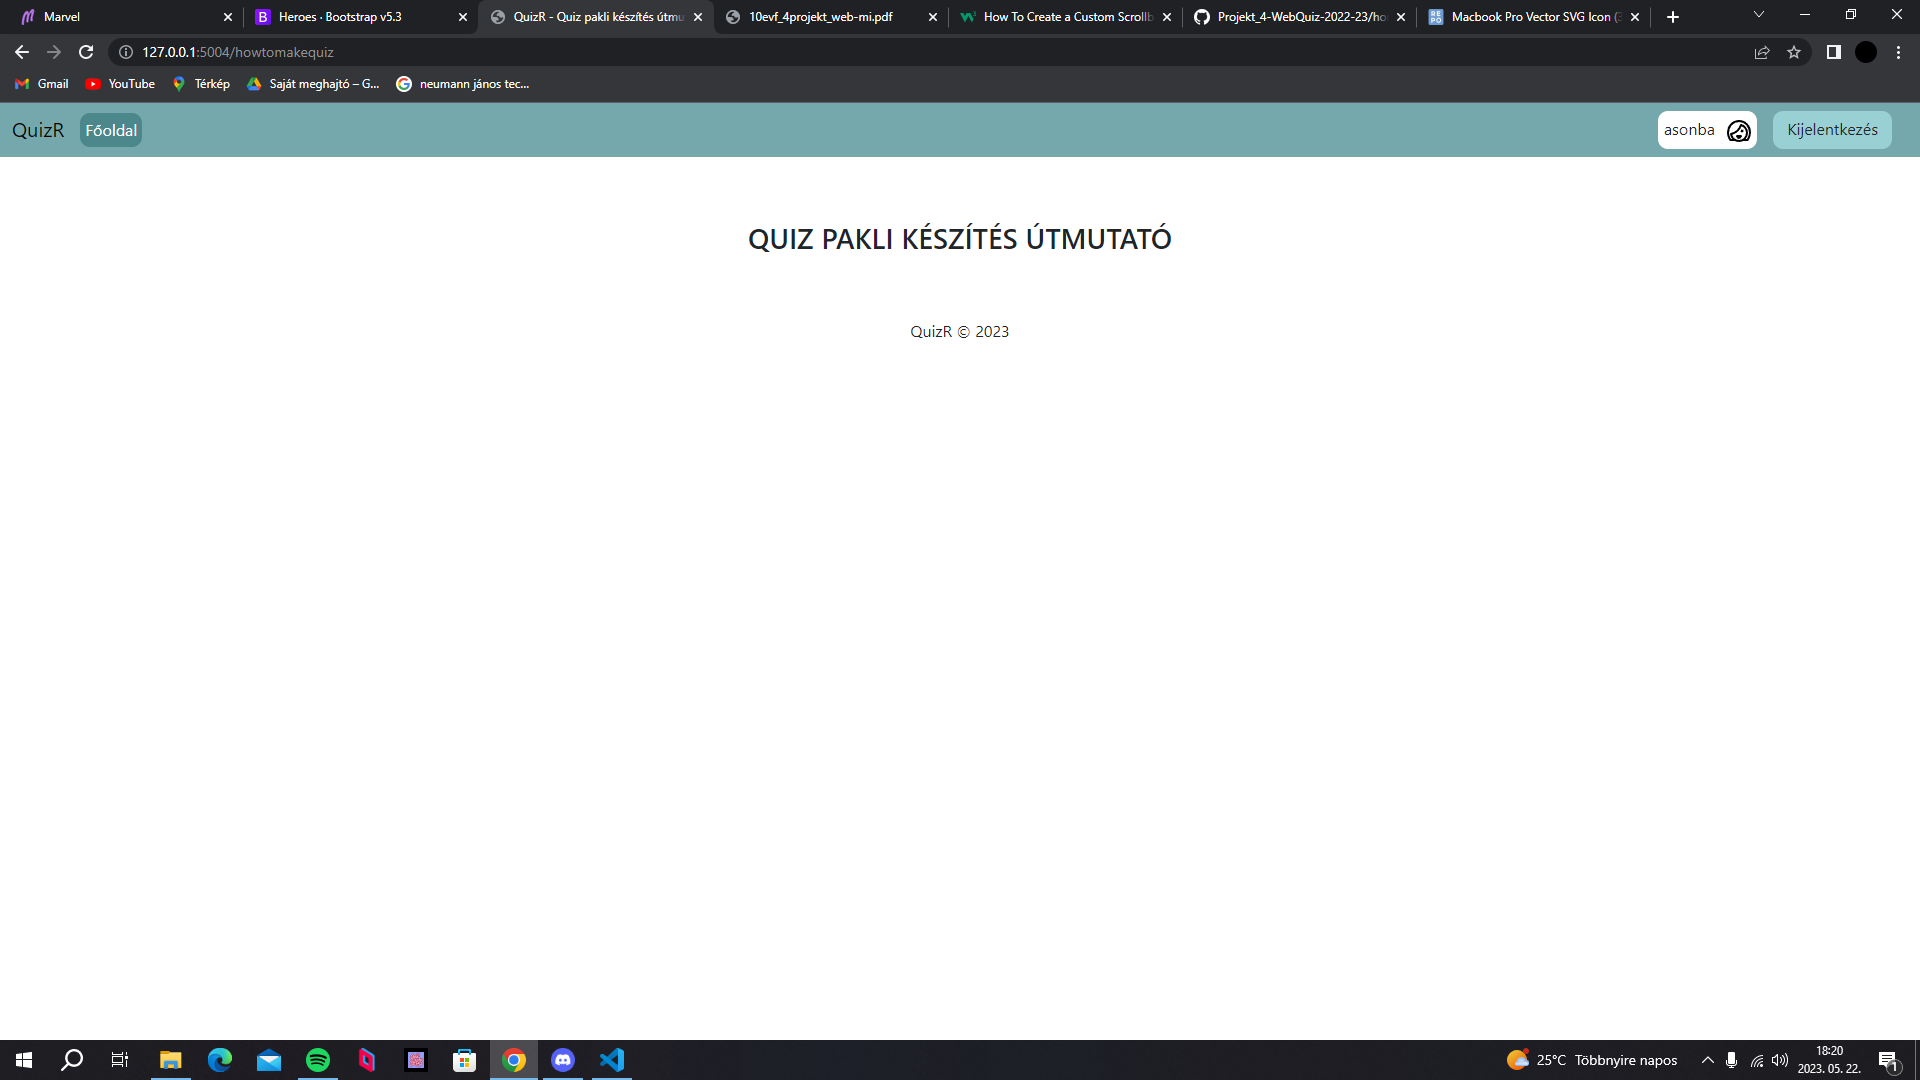 Marvel
Heroes · Bootstrap v5.3
QuizR - Quiz pakli készítés útmu
10evf_4projekt_web-mi.pdf
How To Create a Custom Scrollb
Projekt_4-WebQuiz-2022-23/ho
Macbook Pro Vector SVG Icon (
127.0.0.1:5004/howtomakequiz
Gmail
YouTube
Térkép
Saját meghajtó – G...
neumann jános tec...
QuizR
Főoldal
asonba
Kijelentkezés
QUIZ PAKLI KÉSZÍTÉS ÚTMUTATÓ
QuizR © 2023
25°C Többnyire napos
18:20
2023. 05. 22.
1